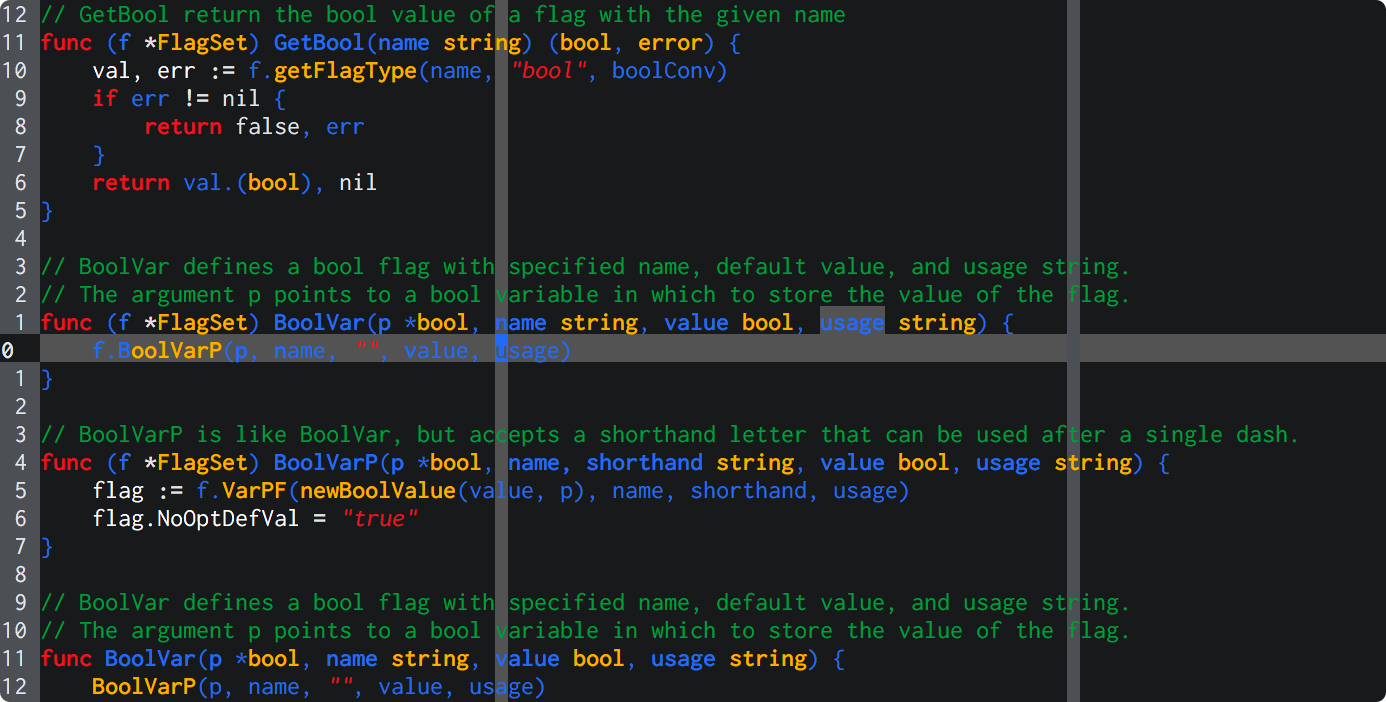 12 // GetBool return the bool value of a flag with the given name
11 func (f *FlagSet) GetBool(name string) (bool, error) {
10     val, err := f.getFlagType(name, "bool", boolConv)
9     if err != nil {
8         return false, err
7     }
6     return val.(bool), nil
5 }
4
3 // BoolVar defines a bool flag with specified name, default value, and usage string.
2 // The argument p points to a bool variable in which to store the value of the flag.
1 func (f *FlagSet) BoolVar(p *bool, name string, value bool, usage string) {
0     f.BoolVarP(p, name, "", value, usage)
1 }
2
3 // BoolVarP is like BoolVar, but accepts a shorthand letter that can be used after a single dash.
4 func (f *FlagSet) BoolVarP(p *bool, name, shorthand string, value bool, usage string) {
5     flag := f.VarPF(newBoolValue(value, p), name, shorthand, usage)
6     flag.NoOptDefVal = "true"
7 }
8
9 // BoolVar defines a bool flag with specified name, default value, and usage string.
10 // The argument p points to a bool variable in which to store the value of the flag.
11 func BoolVar(p *bool, name string, value bool, usage string) {
12     BoolVarP(p, name, "", value, usage)